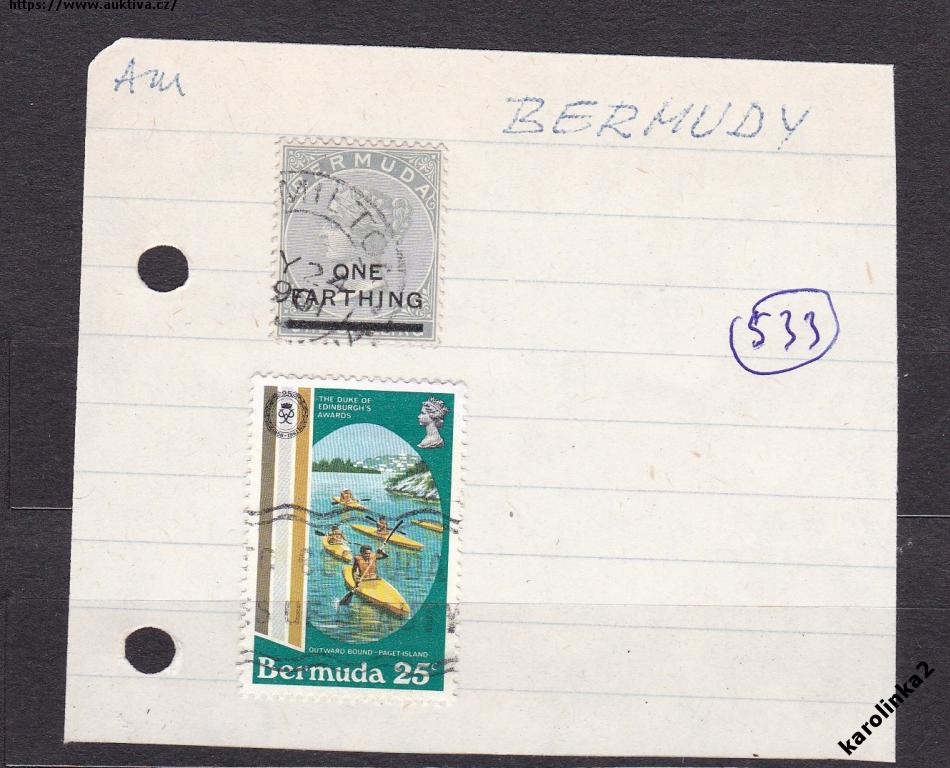 https://www.auktiva.cz/
Am
BERMUDY
BERMUDA
MILTO
ONE
FARTHING
533
THE DUKE OF
EDINBURGH'S
AWARDS
OUTWARD BOUND-PAGET-ISLAND
Bermuda 25c
karolinka2